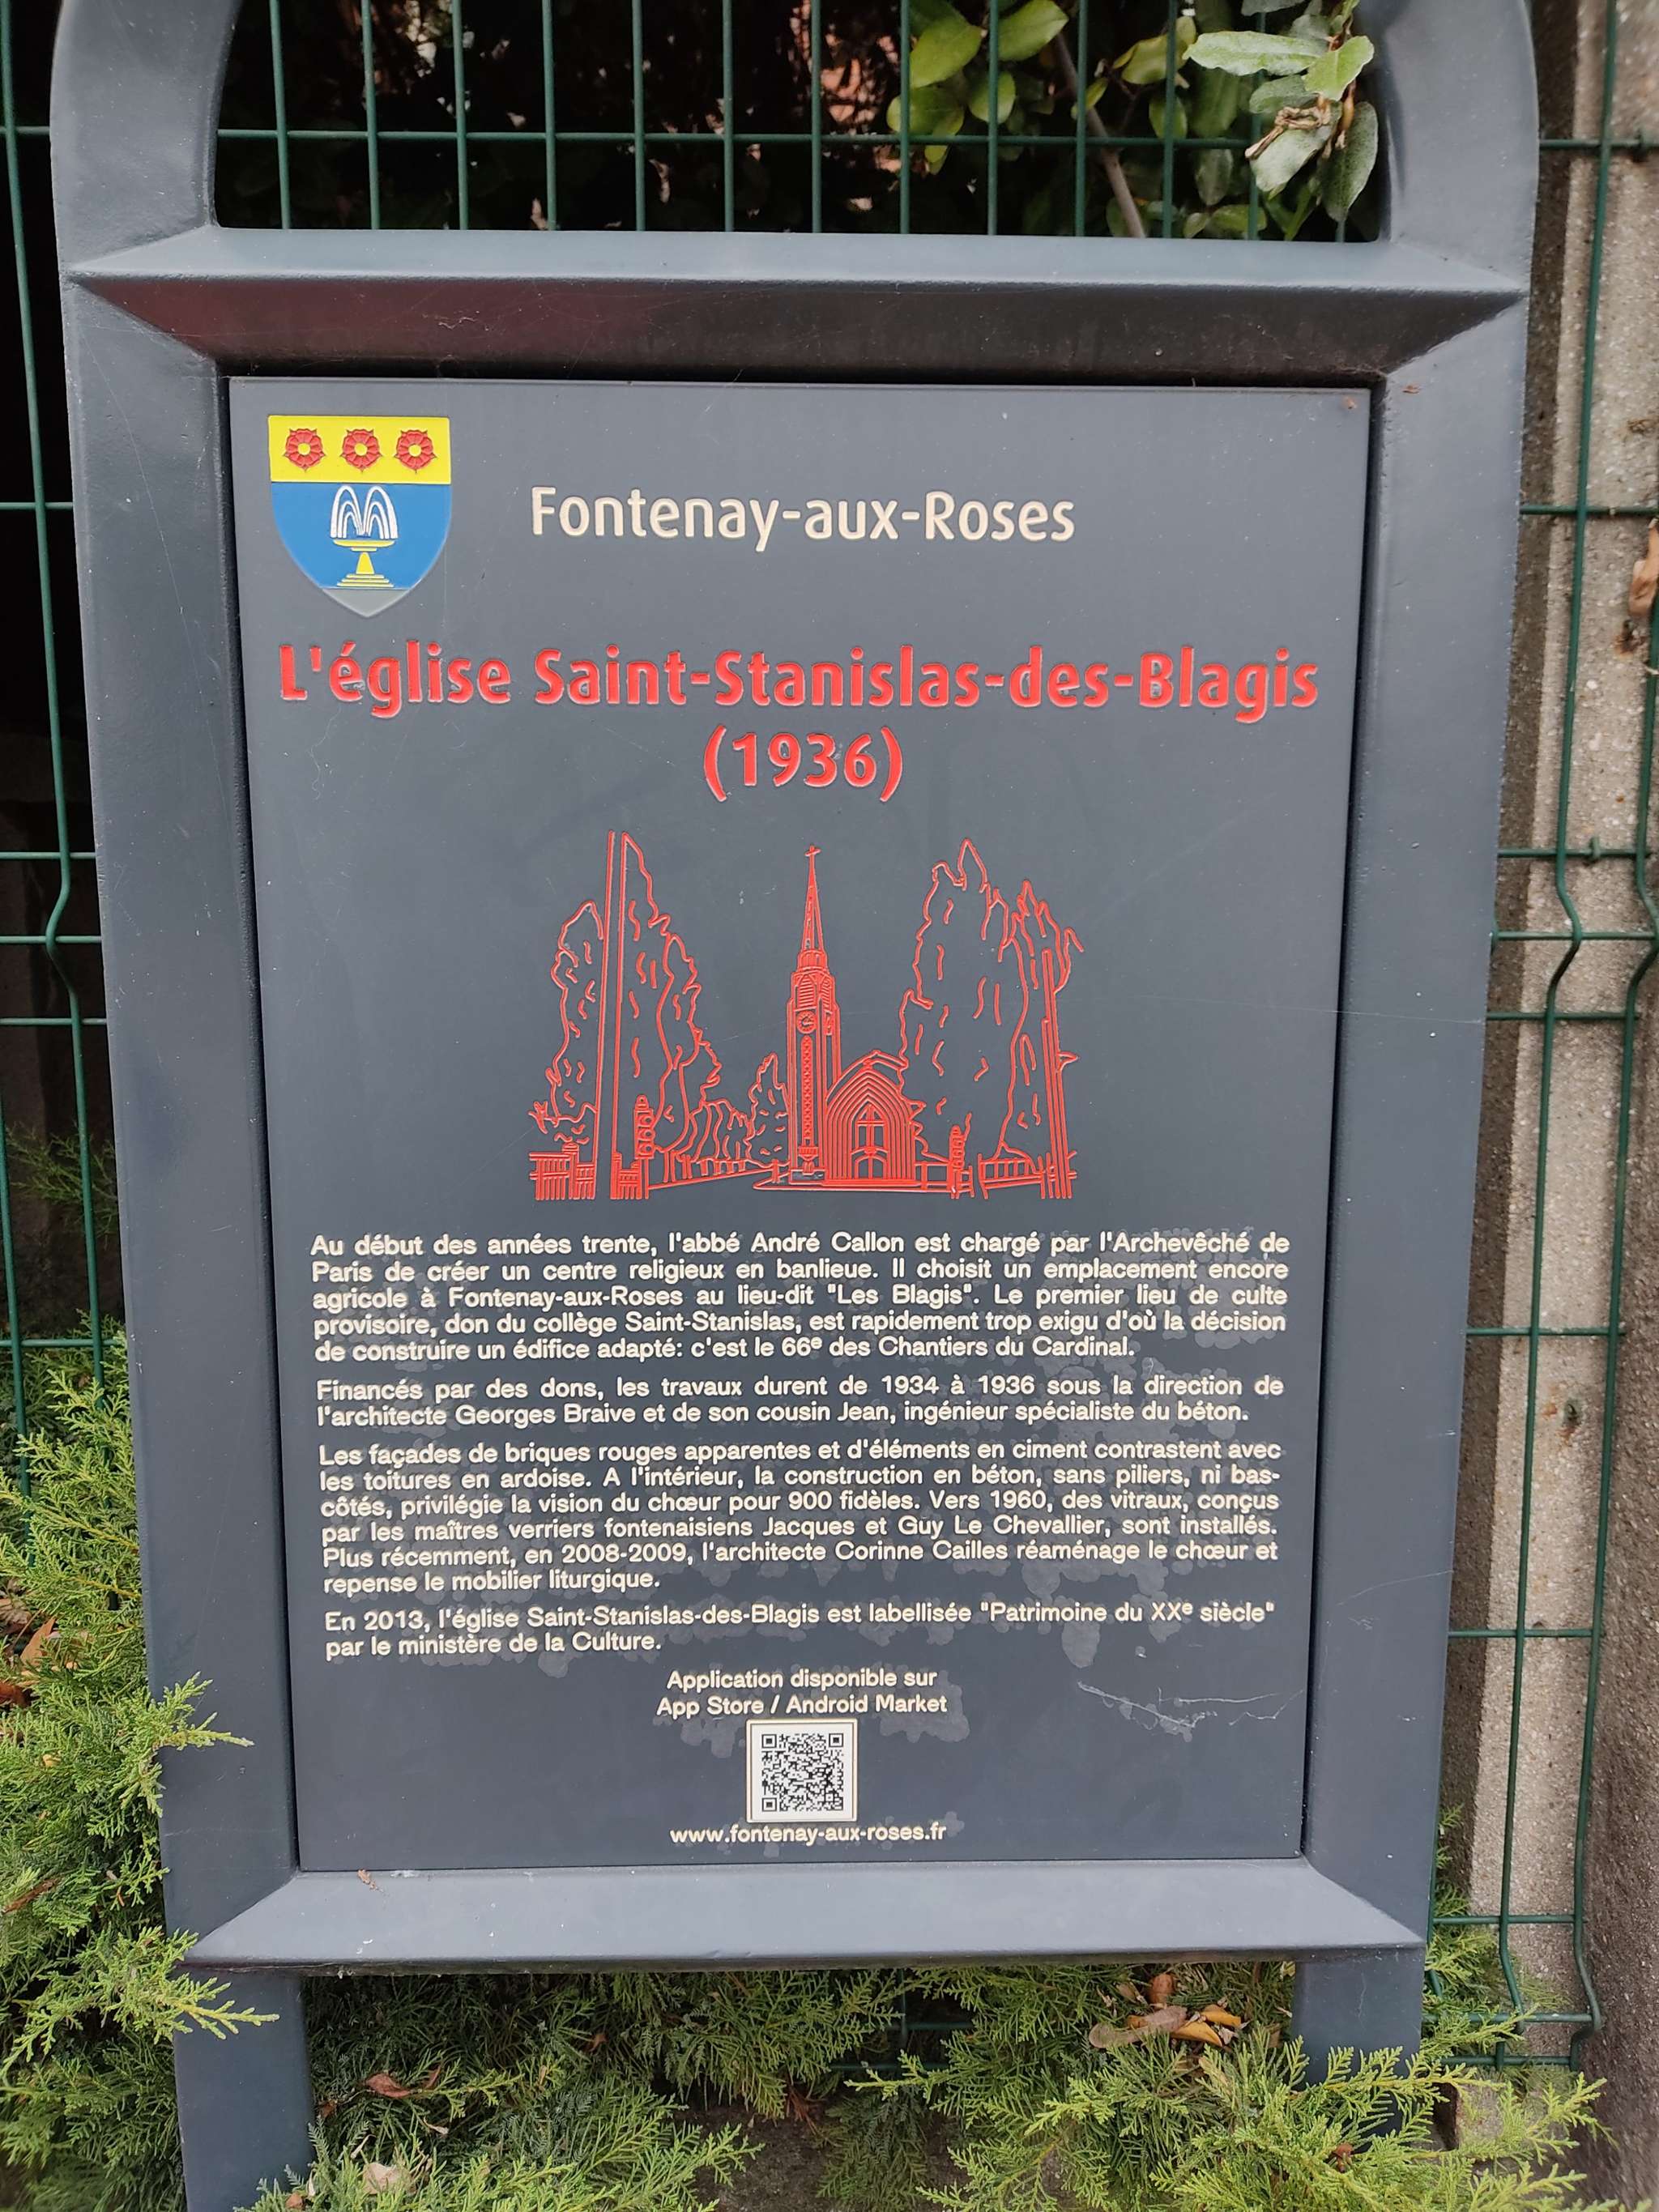 Fontenay-aux-Roses
L'église Saint-Stanislas-des-Blagis
(1936)
Au début des années trente, l'abbé André Callon est chargé par l'Archevêché de
Paris de créer un centre religieux en banlieue. Il choisit un emplacement encore
agricole à Fontenay-aux-Roses au lieu-dit "Les Blagis". Le premier lieu de culte
provisoire, don du collège Saint-Stanislas, est rapidement trop exigu d'où la décision
de construire un édifice adapté: c'est le 66e des Chantiers du Cardinal.
Financés par des dons, les travaux durent de 1934 à 1936 sous la direction de
l'architecte Georges Braive et de son cousin Jean, ingénieur spécialiste du béton.
Les façades de briques rouges apparentes et d'éléments en ciment contrastent avec
les toitures en ardoise. A l'intérieur, la construction en béton, sans piliers, ni bas-
côtés, privilégie la vision du chœur pour 900 fidèles. Vers 1960, des vitraux, conçus
par les maîtres verriers fontenaisiens Jacques et Guy Le Chevallier, sont installés.
Plus récemment, en 2008-2009, l'architecte Corinne Cailles réaménage le chœur et
repense le mobilier liturgique.
En 2013, l'église Saint-Stanislas-des-Blagis est labellisée "Patrimoine du XXe siècle"
par le ministère de la Culture.
Application disponible sur
App Store / Android Market
www.fontenay-aux-roses.fr